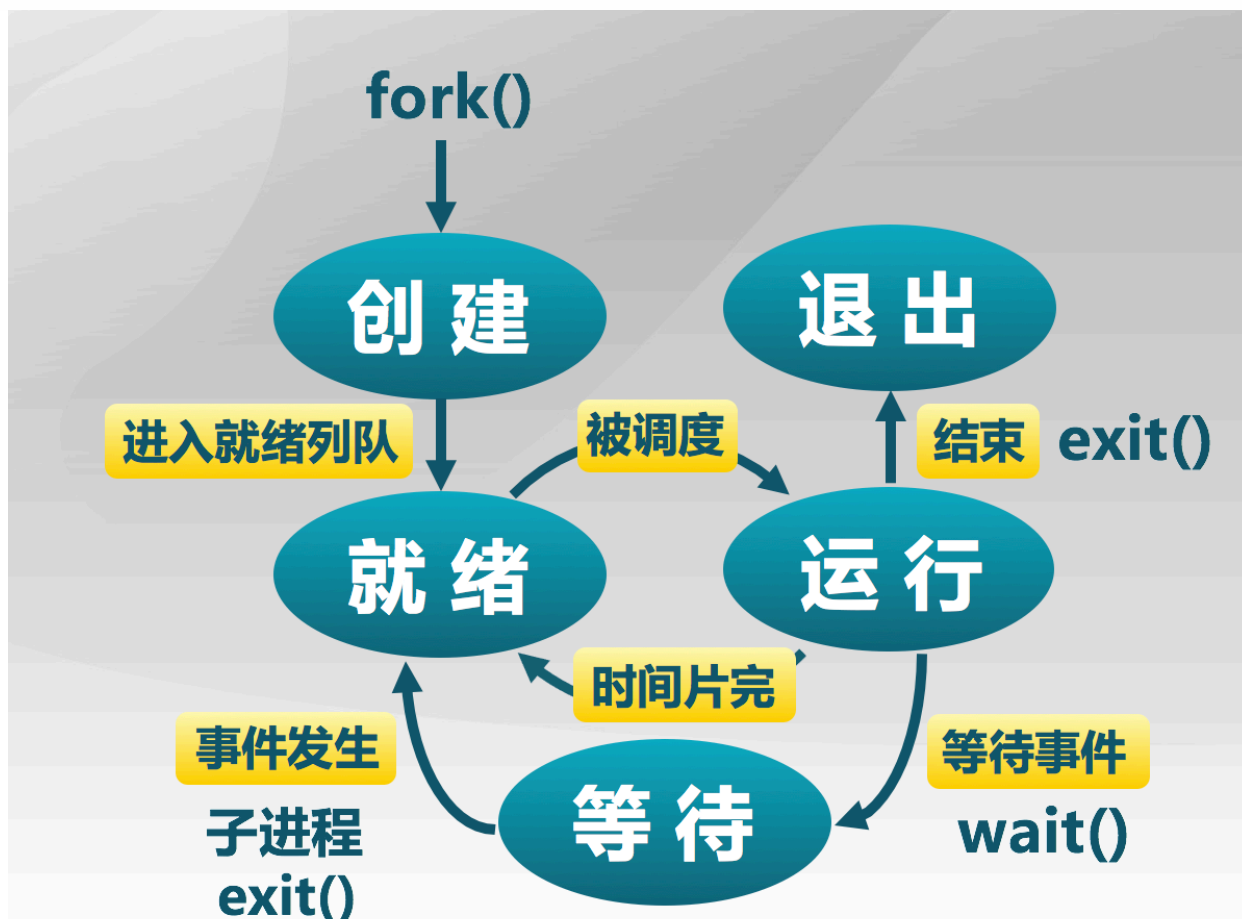 fork()
创建
退出
进入就绪列队
被调度
结束
exit()
就绪
运行
时间片完
事件发生
等待事件
子进程
exit()
等待
wait()